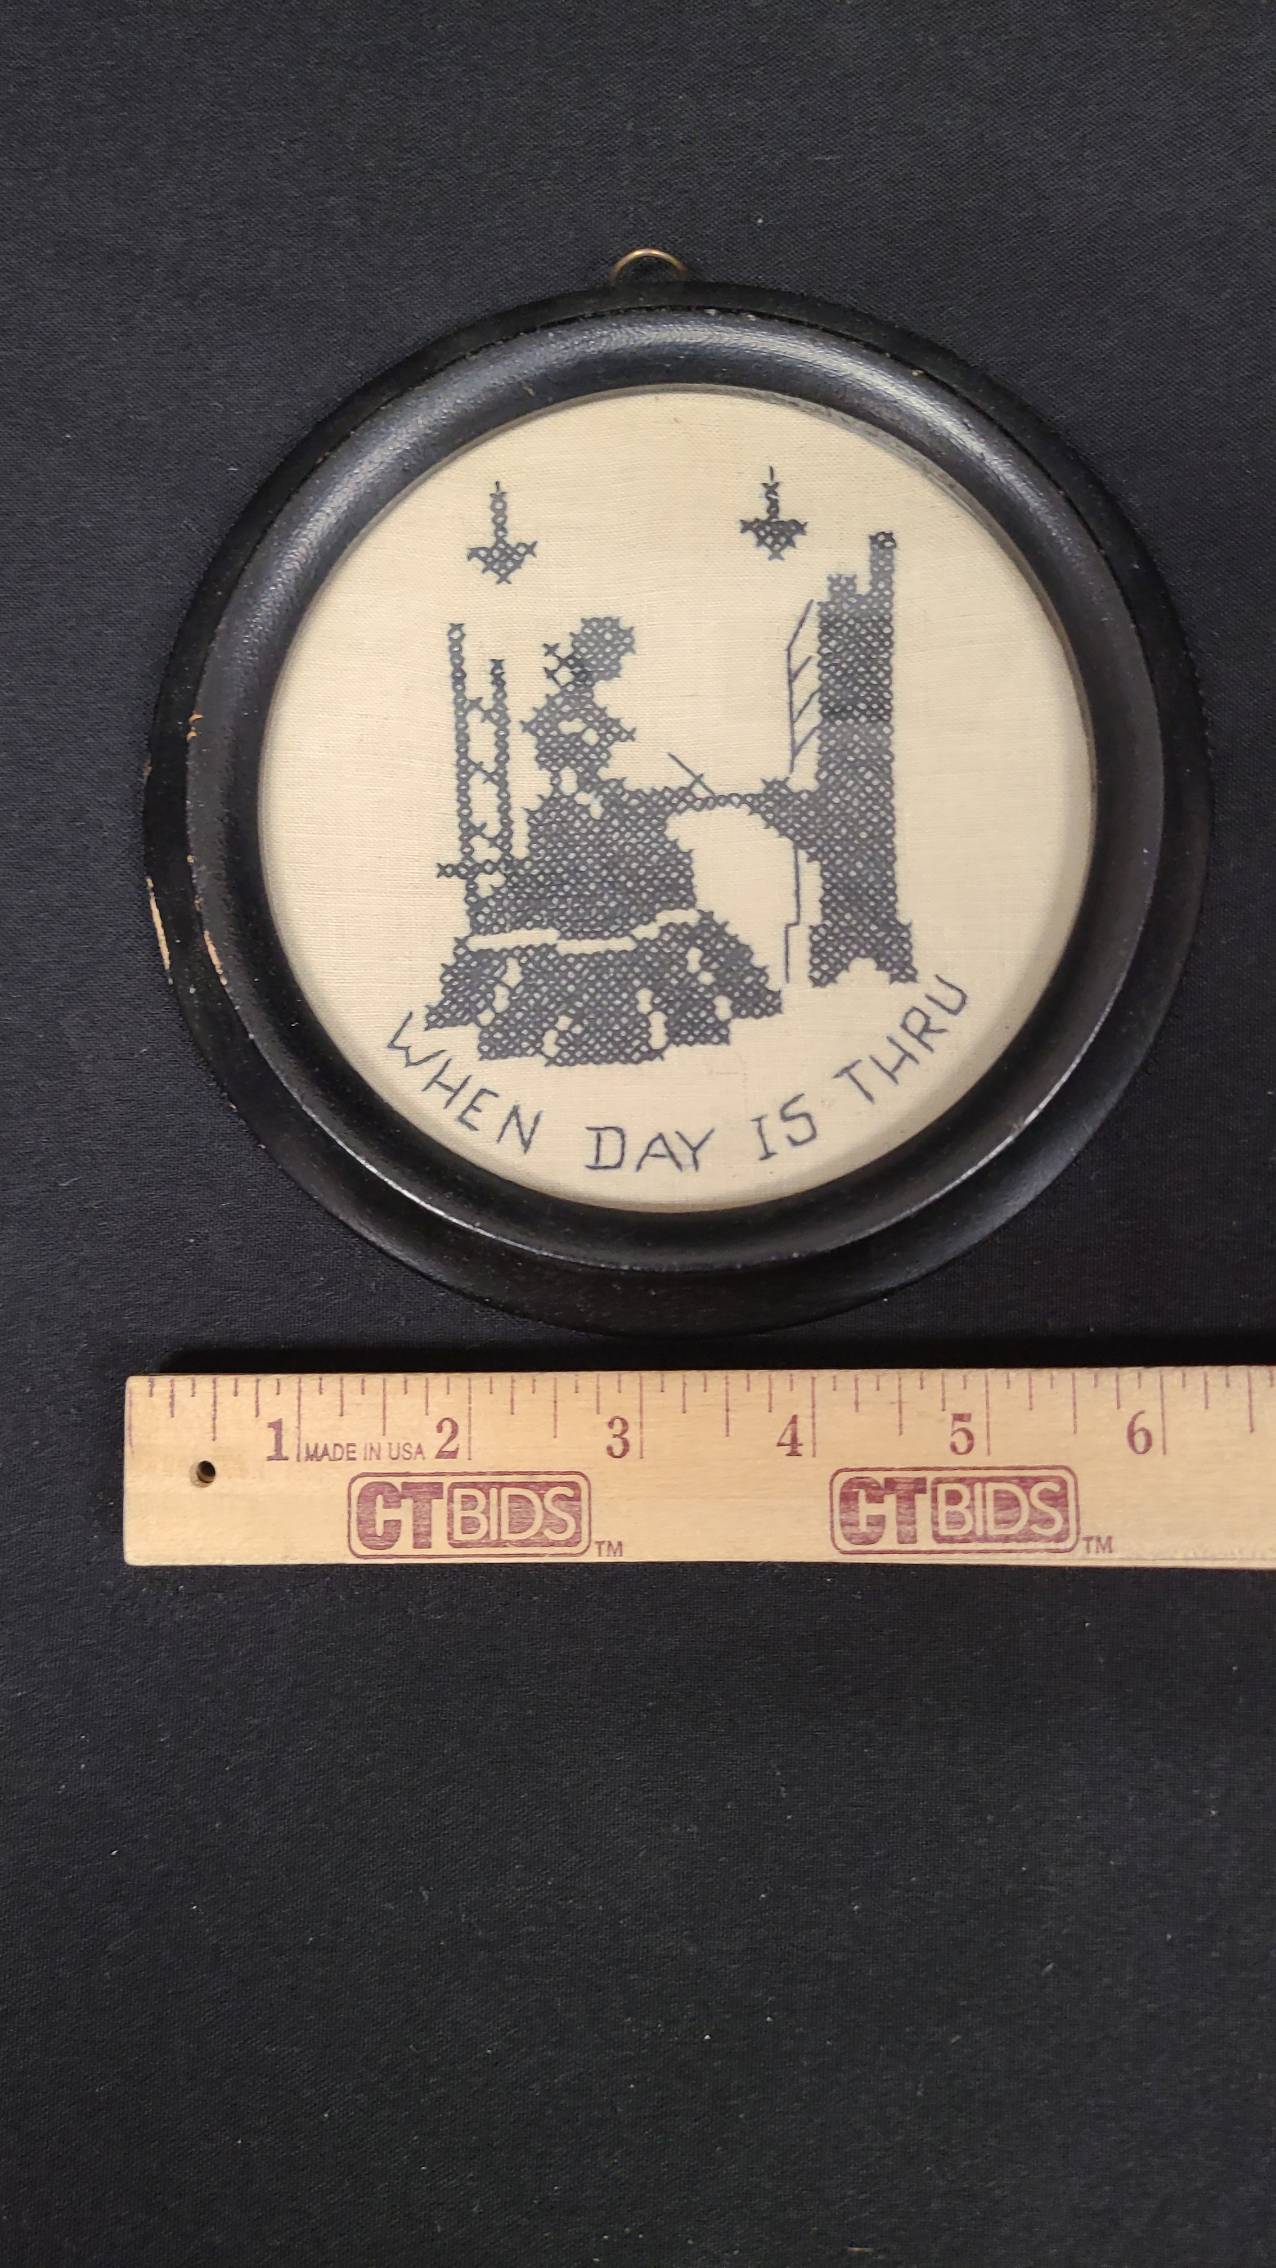 WHEN DAY IS THRU
1 MADE IN USA 2 3 4 5 6
CTBIDS™ CTBIDS™